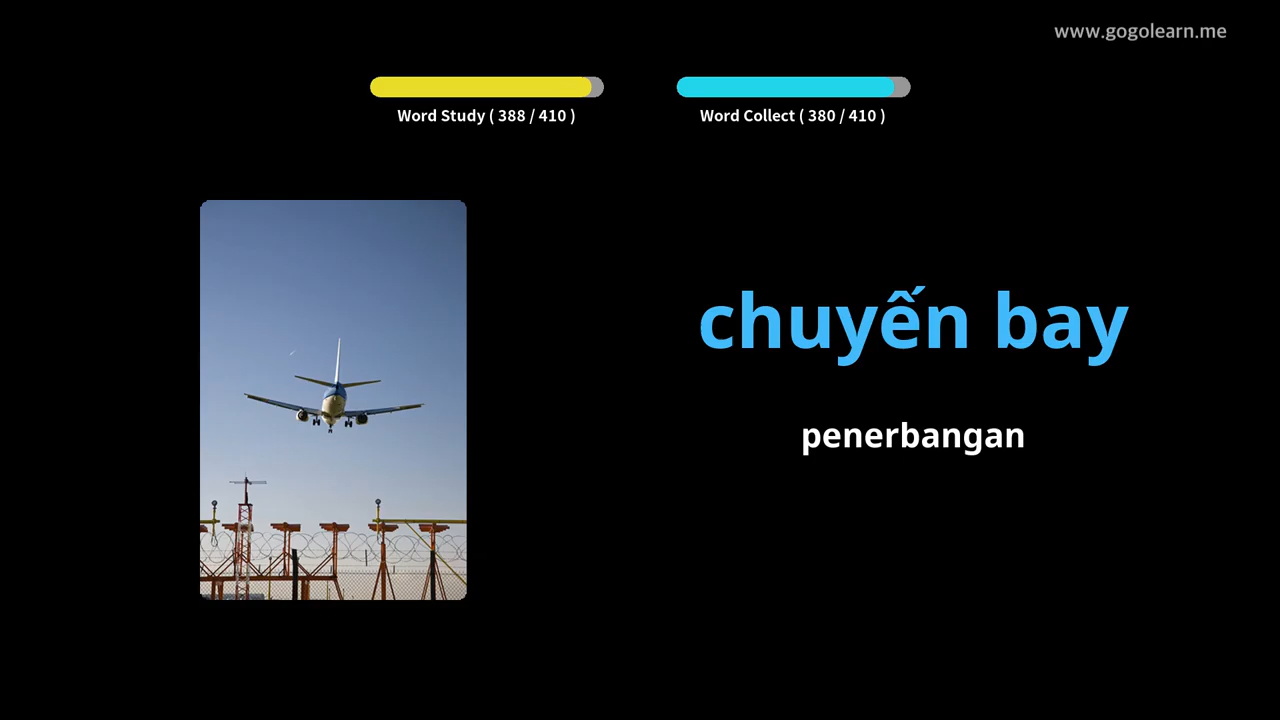 www.gogolearn.me
Word Study ( 388 / 410 )
Word Collect ( 380 / 410 )
chuyến bay
penerbangan